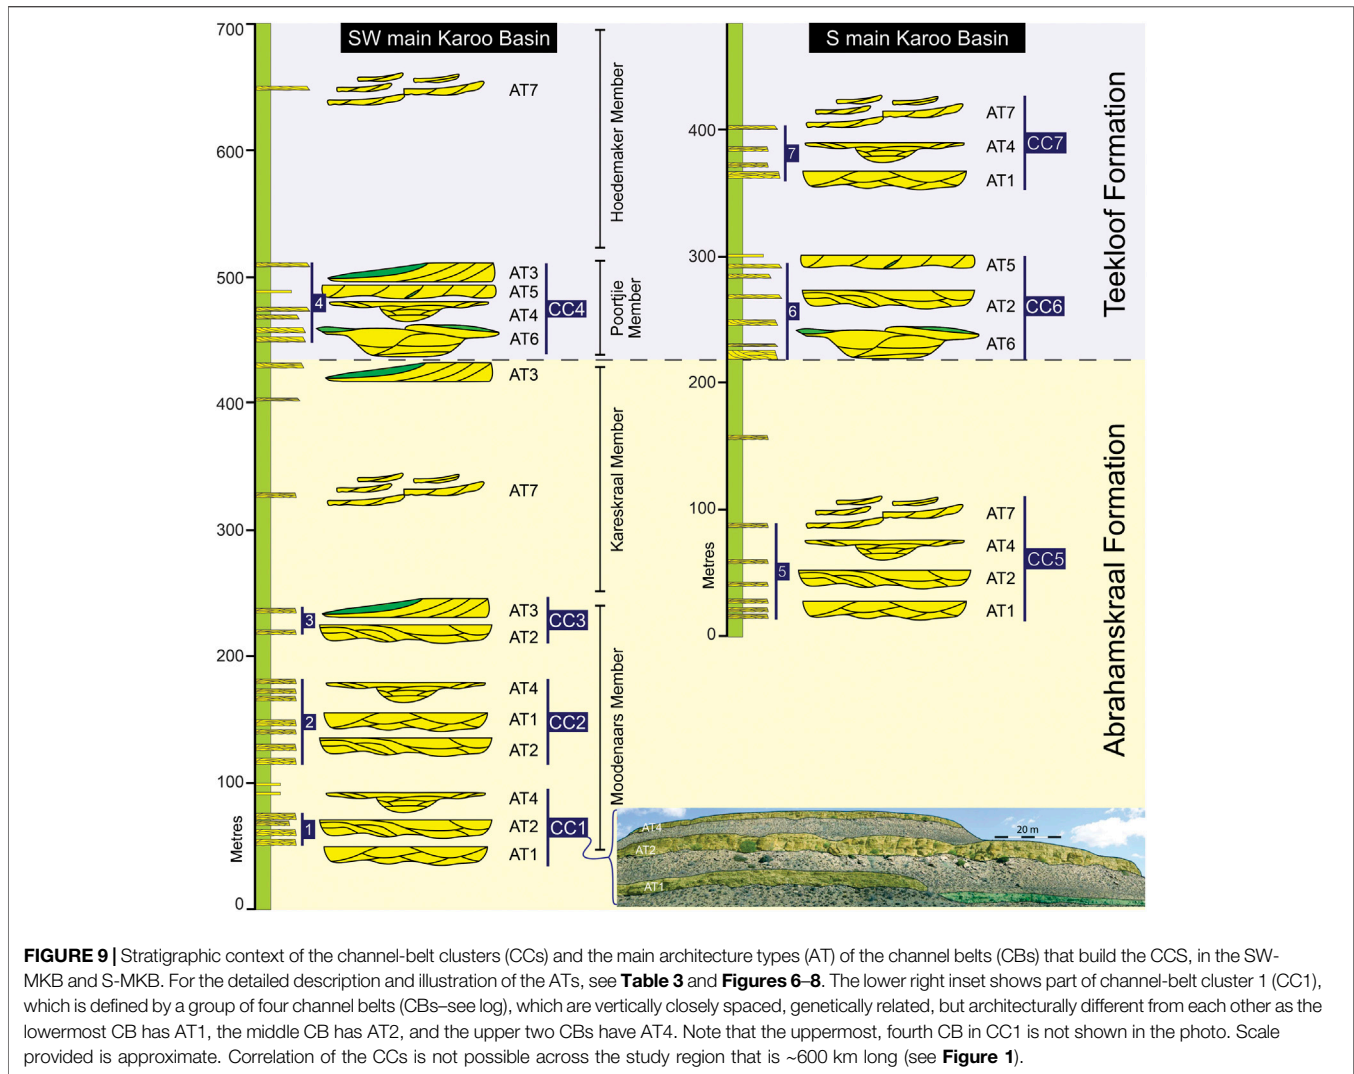 SW main Karoo Basin
S main Karoo Basin
700
600
500
400
300
200
100
0
Metres
AT7
AT3
AT5
AT4
AT6
4
CC4
AT3
AT7
AT3
AT2
3
CC3
AT4
AT1
AT2
2
CC2
AT4
AT2
AT1
1
CC1
Hoedemaker Member
Poortjie
Member
Kareskraal Member
Moodenaars Member
400
300
200
100
0
Metres
AT7
AT4
AT1
7
CC7
AT5
AT2
AT6
6
CC6
AT7
AT4
AT2
AT1
5
CC5
Teekloof Formation
Abrahamskraal Formation
AT4
AT2
AT1
20 m
FIGURE 9 | Stratigraphic context of the channel-belt clusters (CCs) and the main architecture types (AT) of the channel belts (CBs) that build the CCS, in the SW-
MKB and S-MKB. For the detailed description and illustration of the ATs, see Table 3 and Figures 6–8. The lower right inset shows part of channel-belt cluster 1 (CC1),
which is defined by a group of four channel belts (CBs–see log), which are vertically closely spaced, genetically related, but architecturally different from each other as the
lowermost CB has AT1, the middle CB has AT2, and the upper two CBs have AT4. Note that the uppermost, fourth CB in CC1 is not shown in the photo. Scale
provided is approximate. Correlation of the CCs is not possible across the study region that is ~600 km long (see Figure 1).